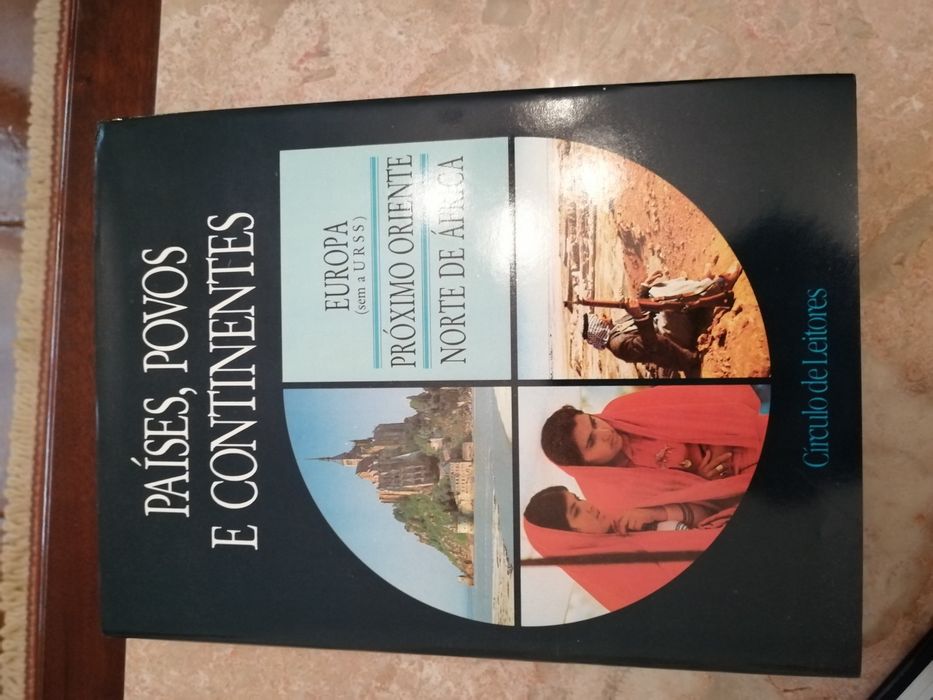 PAÍSES, POVOS
E CONTINENTES
EUROPA
(sem a URSS)
PRÓXIMO ORIENTE
NORTE DE ÁFRICA
Círculo de Leitores